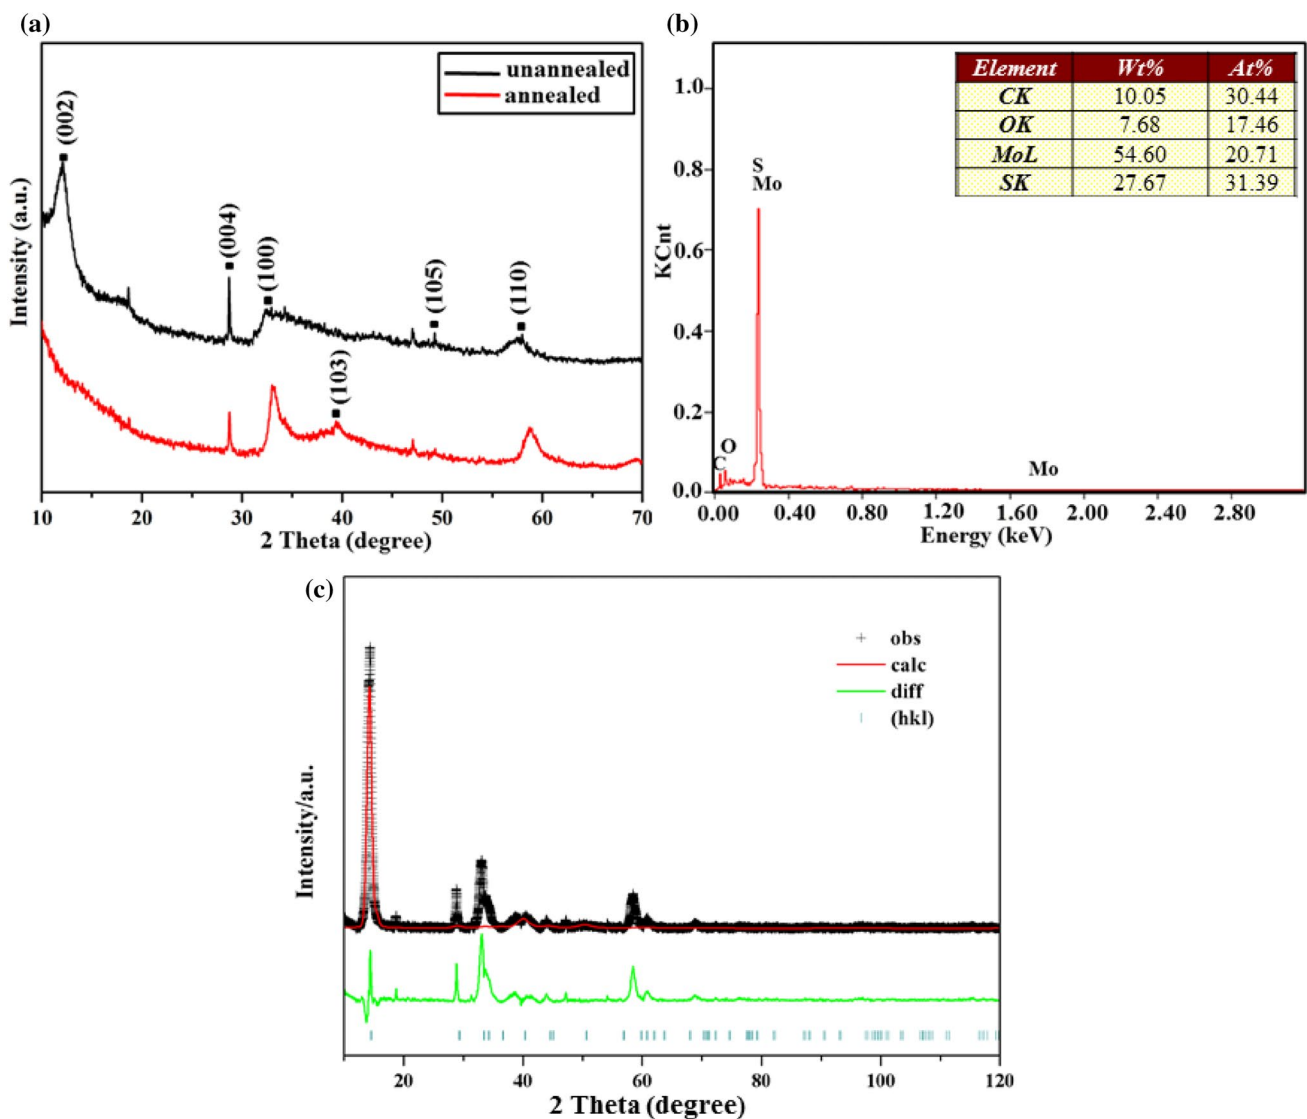 (a)
unannealed
annealed
(002)
(004)
(100)
(105)
(110)
(103)
Intensity (a.u.)
10 20 30 40 50 60 70
2 Theta (degree)
(b)
Element Wt% At%
CK 10.05 30.44
OK 7.68 17.46
MoL 54.60 20.71
SK 27.67 31.39
1.0
0.8
0.6
0.4
0.2
0.0
KCnt
S
Mo
O
C
Mo
0.00 0.40 0.80 1.20 1.60 2.00 2.40 2.80
Energy (keV)
(c)
obs
calc
diff
(hkl)
Intensity/a.u.
20 40 60 80 100 120
2 Theta (degree)